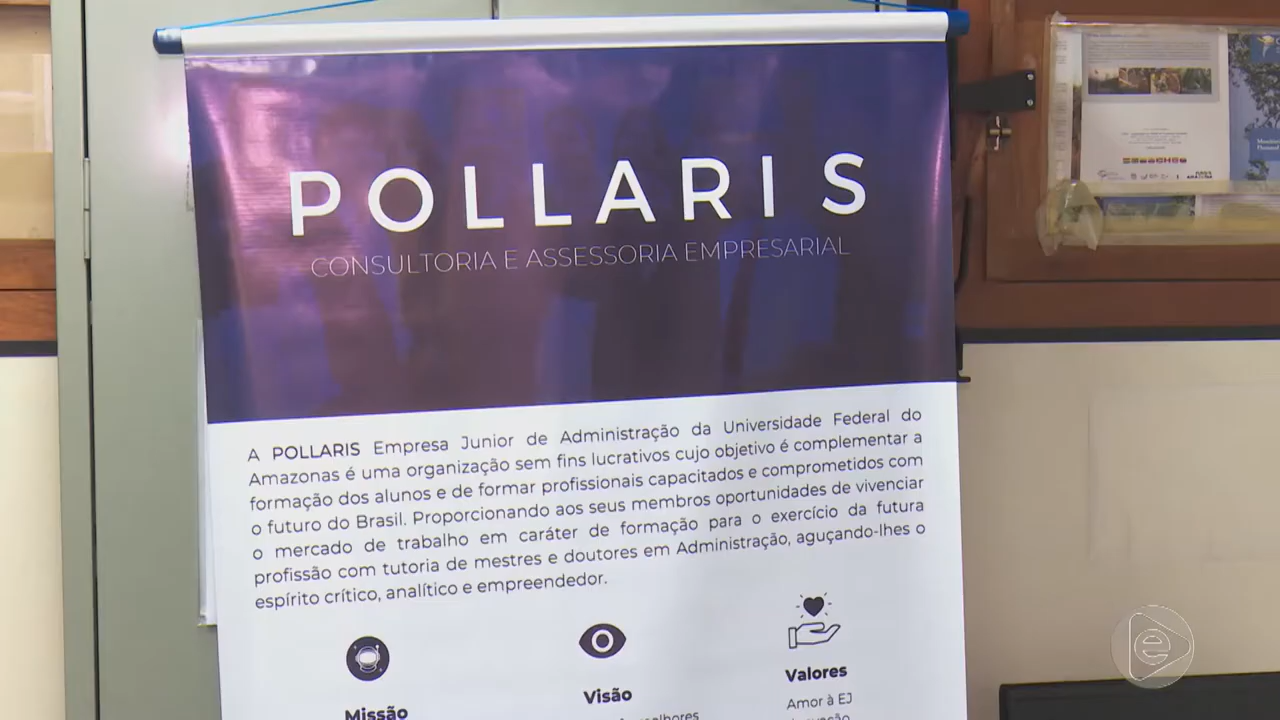 POLLARIS
CONSULTORIA E ASSESSORIA EMPRESARIAL
A POLLARIS Empresa Junior de Administração da Universidade Federal do
Amazonas é uma organização sem fins lucrativos cujo objetivo é complementar a
formação dos alunos e de formar profissionais capacitados e comprometidos com
o futuro do Brasil. Proporcionando aos seus membros oportunidades de vivenciar
o mercado de trabalho em caráter de formação para o exercício da futura
profissão com tutoria de mestres e doutores em Administração, aguçando-lhes o
espírito crítico, analítico e empreendedor.
Missão
Visão
Valores
Amor à EJ
e